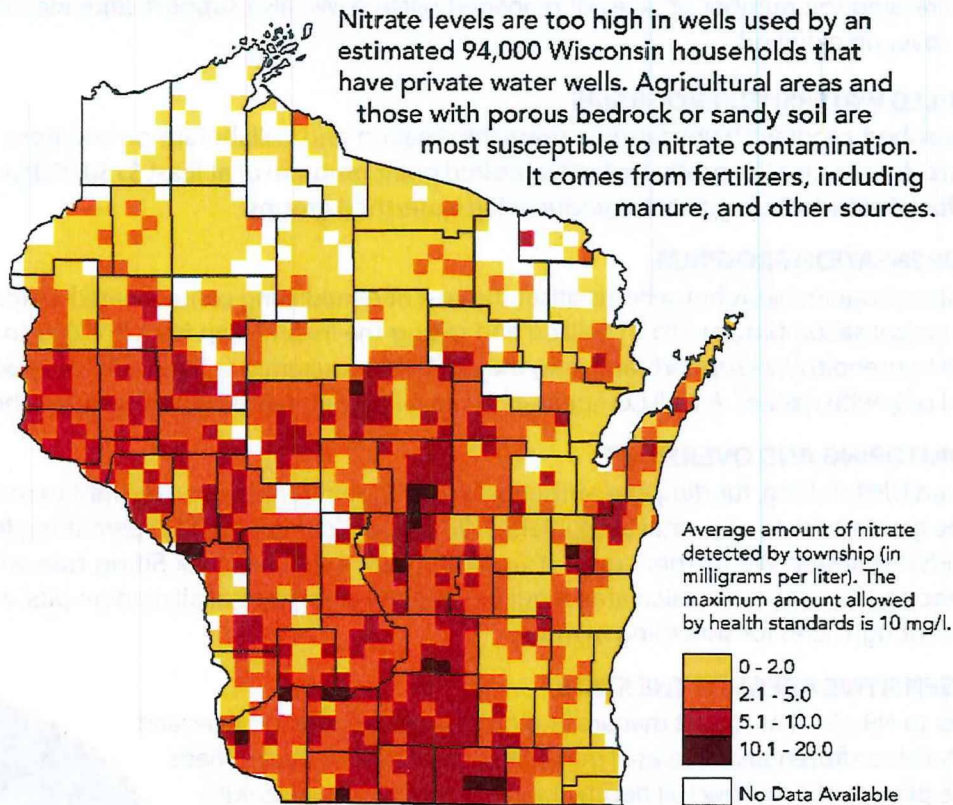 Nitrate levels are too high in wells used by an
estimated 94,000 Wisconsin households that
have private water wells. Agricultural areas and
those with porous bedrock or sandy soil are
most susceptible to nitrate contamination.
It comes from fertilizers, including
manure, and other sources.
Average amount of nitrate
detected by township (in
milligrams per liter). The
maximum amount allowed
by health standards is 10 mg/l.
0 - 2.0
2.1 - 5.0
5.1 - 10.0
10.1 - 20.0
No Data Available